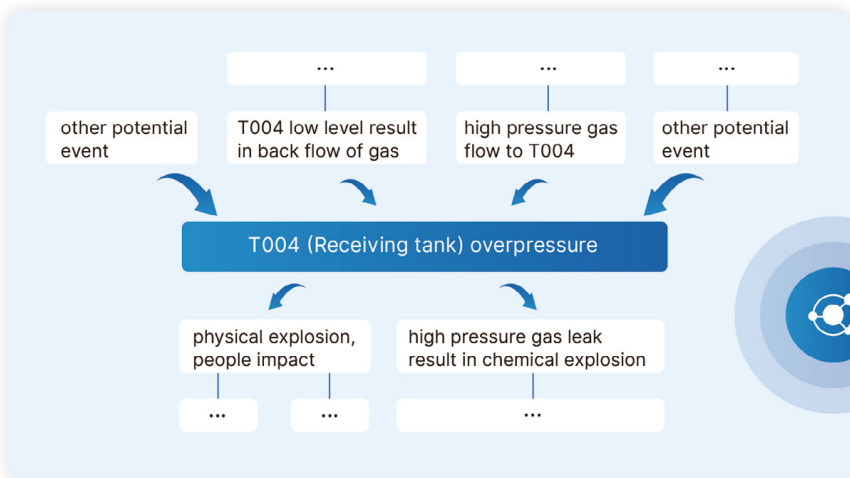 ...
...
...
other potential
event
T004 low level result
in back flow of gas
high pressure gas
flow to T004
other potential
event
T004 (Receiving tank) overpressure
physical explosion,
people impact
high pressure gas leak
result in chemical explosion
...
...
...